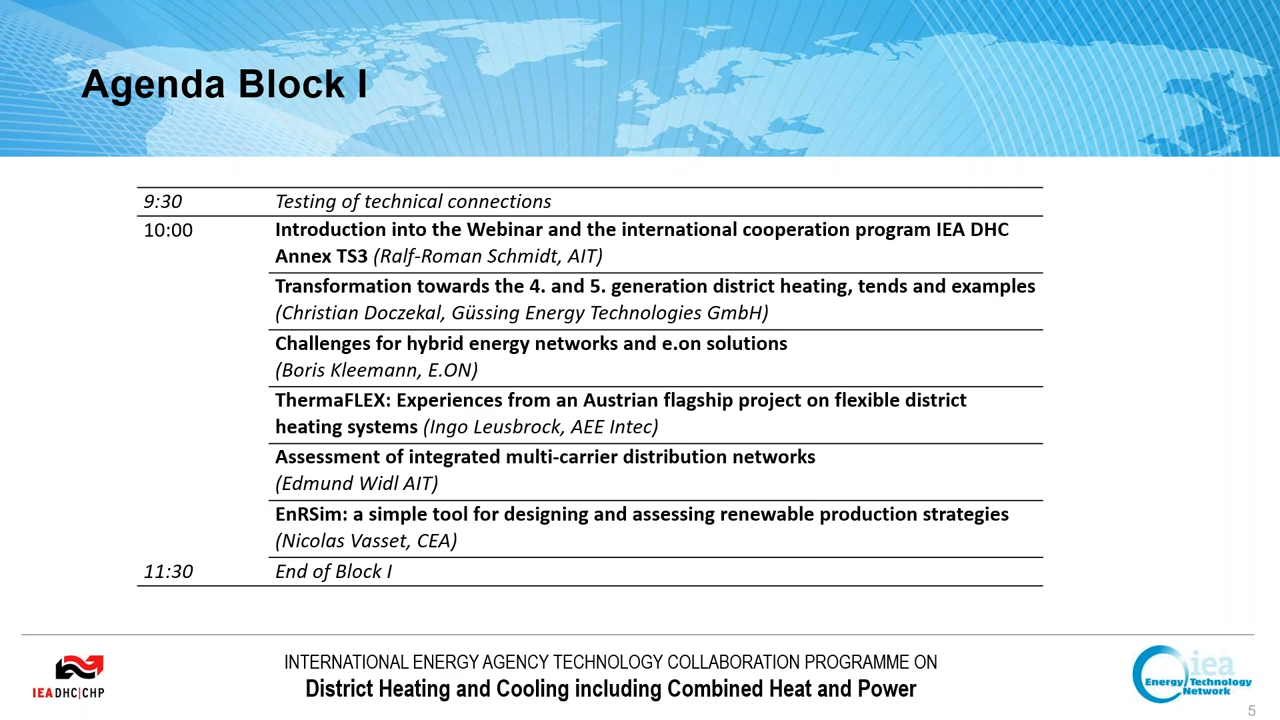 Agenda Block I
9:30 Testing of technical connections
10:00 Introduction into the Webinar and the international cooperation program IEA DHC
Annex TS3 (Ralf-Roman Schmidt, AIT)
Transformation towards the 4. and 5. generation district heating, tends and examples
(Christian Doczekal, Güssing Energy Technologies GmbH)
Challenges for hybrid energy networks and e.on solutions
(Boris Kleemann, E.ON)
ThermaFLEX: Experiences from an Austrian flagship project on flexible district
heating systems (Ingo Leusbrock, AEE Intec)
Assessment of integrated multi-carrier distribution networks
(Edmund Widl AIT)
EnRSim: a simple tool for designing and assessing renewable production strategies
(Nicolas Vasset, CEA)
11:30 End of Block I
IEA DHC|CHP
INTERNATIONAL ENERGY AGENCY TECHNOLOGY COLLABORATION PROGRAMME ON
District Heating and Cooling including Combined Heat and Power
iea
Energy Technology
Network
5